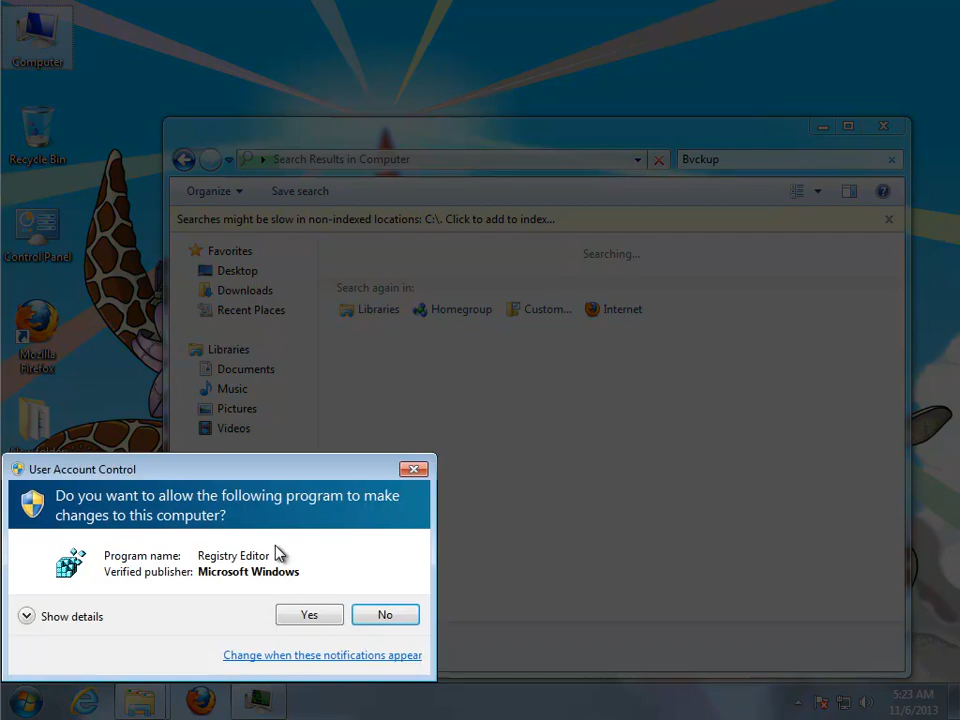 Computer
Recycle Bin
Control Panel
Mozilla
Firefox
Search Results in Computer
Bvckup
Organize
Save search
Searches might be slow in non-indexed locations: C:\. Click to add to index...
Favorites
Desktop
Downloads
Recent Places
Libraries
Documents
Music
Pictures
Videos
Searching...
Search again in:
Libraries
Homegroup
Custom...
Internet
User Account Control
Do you want to allow the following program to make
changes to this computer?
Program name: Registry Editor
Verified publisher: Microsoft Windows
Show details
Yes
No
Change when these notifications appear
5:23 AM
11/6/2013